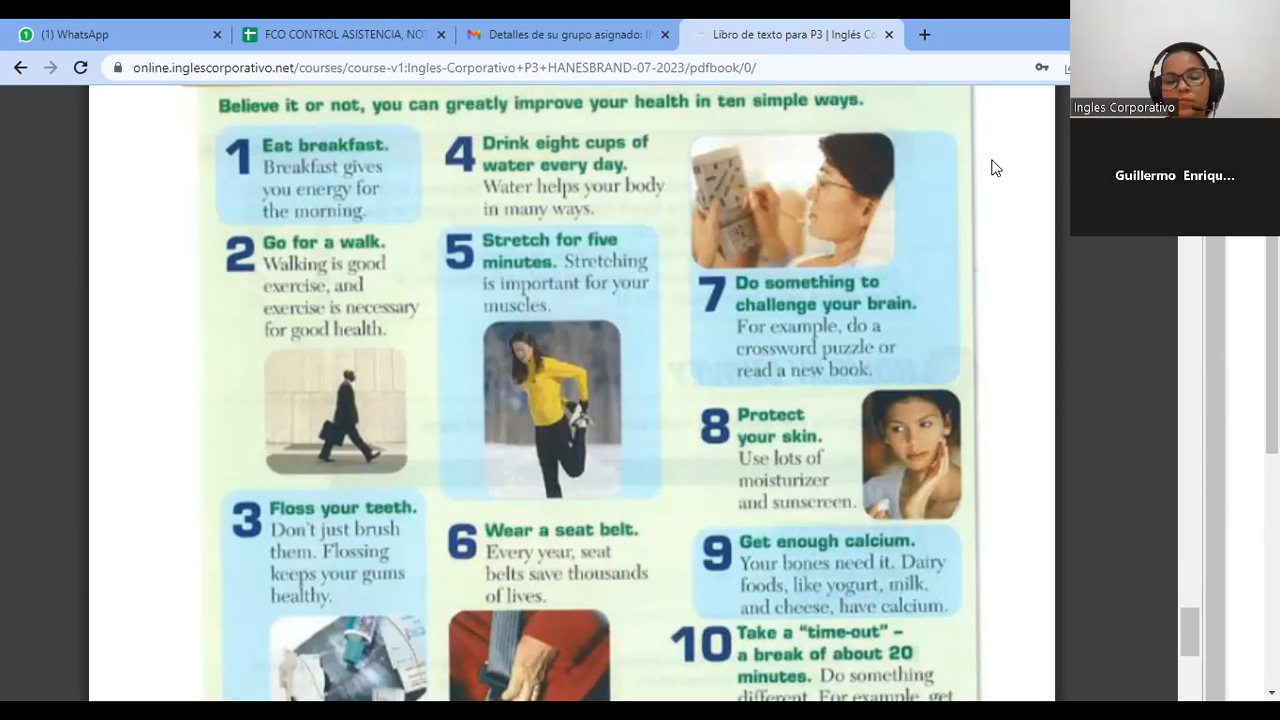 (1) WhatsApp
FCO CONTROL ASISTENCIA, NOT
Detalles de su grupo asignado: I
Libro de texto para P3 | Inglés Co
online.inglescorporativo.net/courses/course-v1:Ingles-Corporativo+P3+HANESBRAND-07-2023/pdfbook/0/
Ingles Corporativo
Guillermo Enriqu...
Believe it or not, you can greatly improve your health in ten simple ways.
1 Eat breakfast.
Breakfast gives
you energy for
the morning.
2 Go for a walk.
Walking is good
exercise, and
exercise is necessary
for good health.
3 Floss your teeth.
Don't just brush
them. Flossing
keeps your gums
healthy.
4 Drink eight cups of
water every day.
Water helps your body
in many ways.
5 Stretch for five
minutes. Stretching
is important for your
muscles.
6 Wear a seat belt.
Every year, seat
belts save thousands
of lives.
7 Do something to
challenge your brain.
For example, do a
crossword puzzle or
read a new book.
8 Protect
your skin.
Use lots of
moisturizer
and sunscreen.
9 Get enough calcium.
Your bones need it. Dairy
foods, like yogurt, milk,
and cheese, have calcium.
10 Take a "time-out" –
a break of about 20
minutes. Do something
different. For example, get